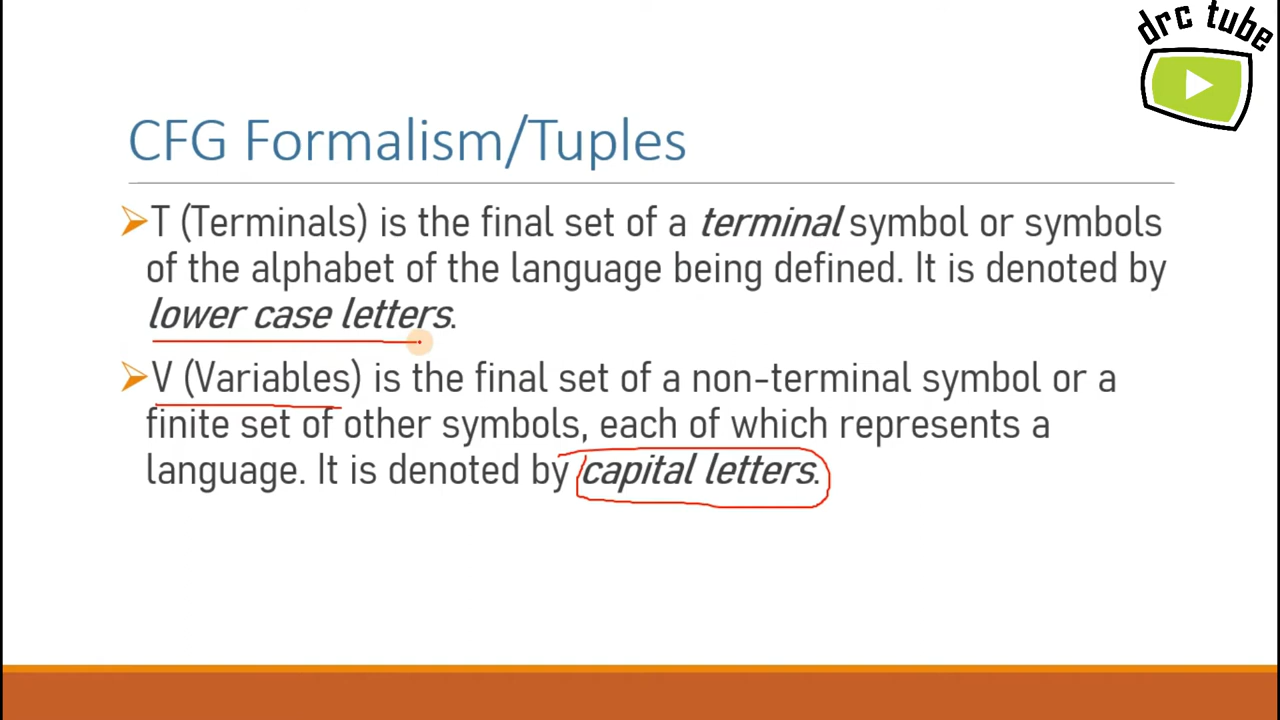 drc tube
CFG Formalism/Tuples
T (Terminals) is the final set of a terminal symbol or symbols
of the alphabet of the language being defined. It is denoted by
lower case letters.
V (Variables) is the final set of a non-terminal symbol or a
finite set of other symbols, each of which represents a
language. It is denoted by capital letters.